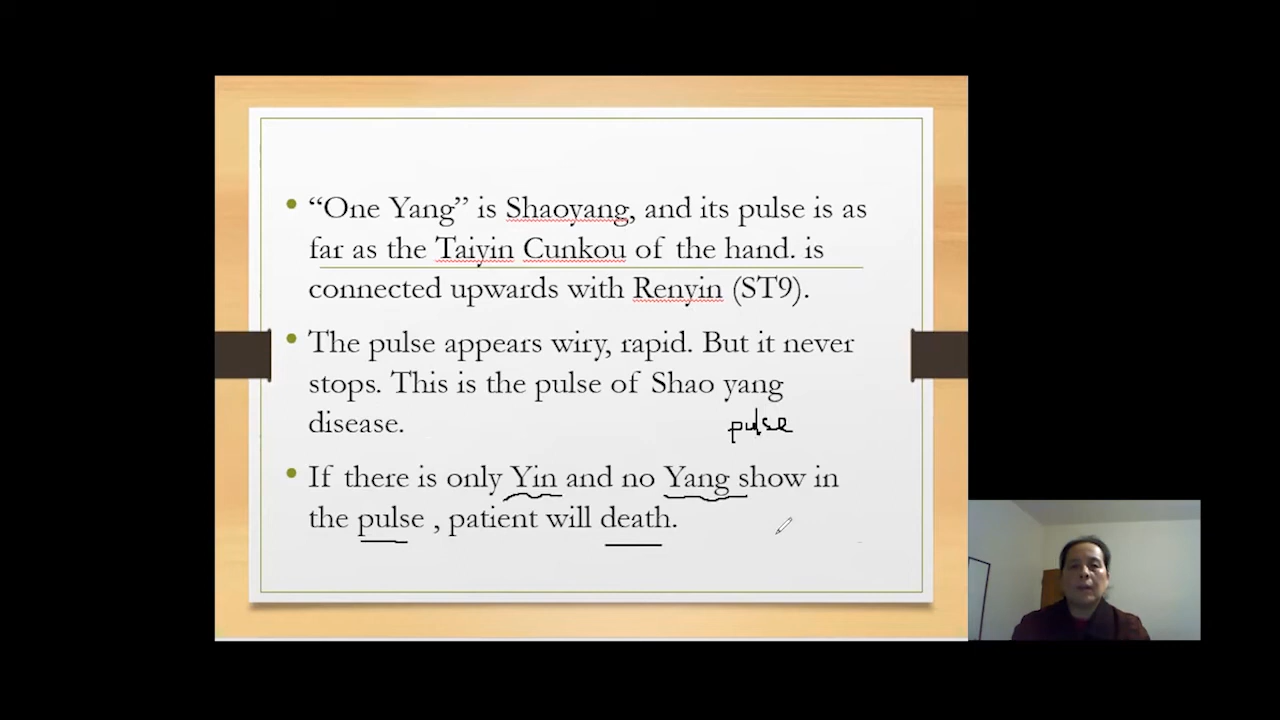 “One Yang” is Shaoyang, and its pulse is as
far as the Taiyin Cunkou of the hand. is
connected upwards with Renyin (ST9).
The pulse appears wiry, rapid. But it never
stops. This is the pulse of Shao yang
disease.
pulse
If there is only Yin and no Yang show in
the pulse , patient will death.